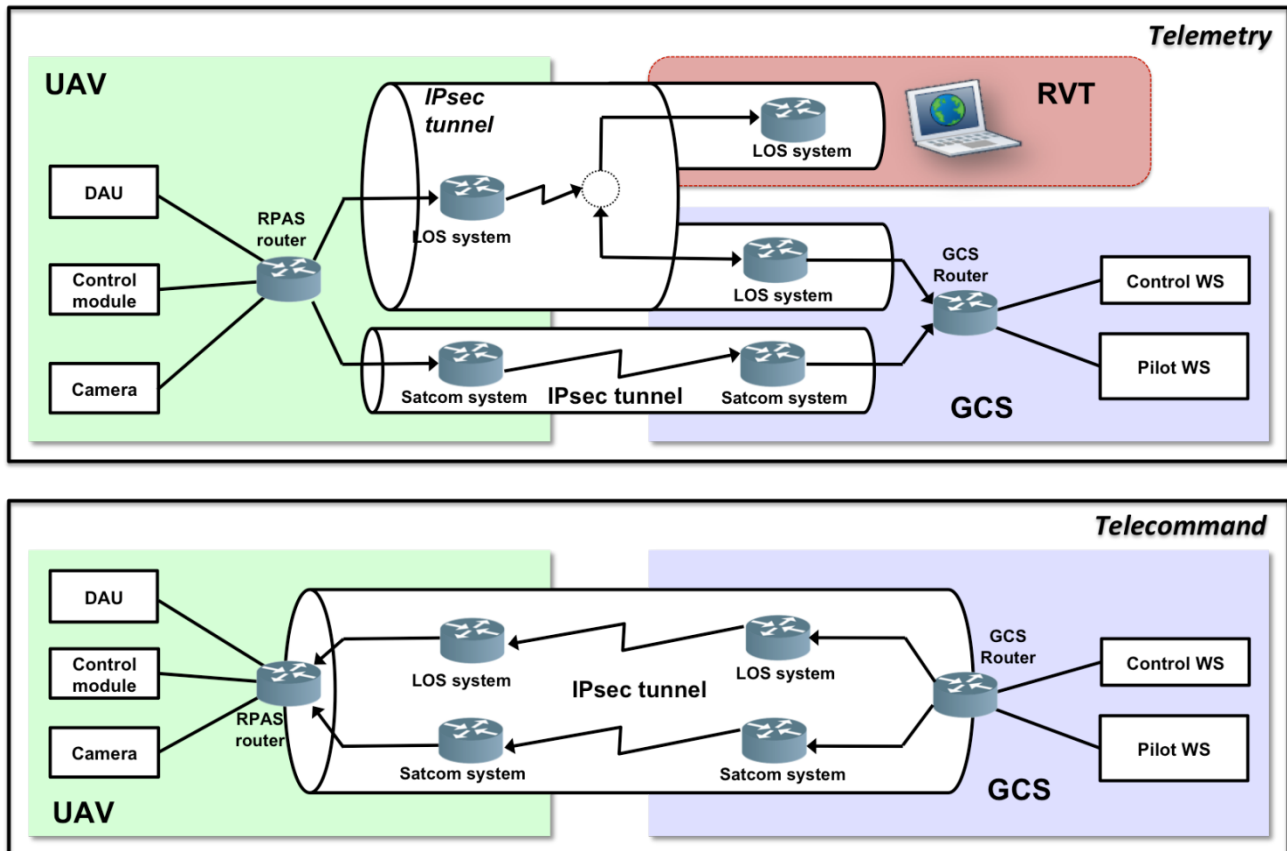 Telemetry
UAV
IPsec
tunnel
RVT
LOS system
DAU
RPAS
router
LOS system
Control
module
GCS
Router
LOS system
Control WS
Camera
Satcom system
IPsec tunnel
Satcom system
Pilot WS
GCS
Telecommand
DAU
Control
module
RPAS
router
Camera
UAV
LOS system
LOS system
IPsec tunnel
Satcom system
Satcom system
GCS
Router
Control WS
Pilot WS
GCS